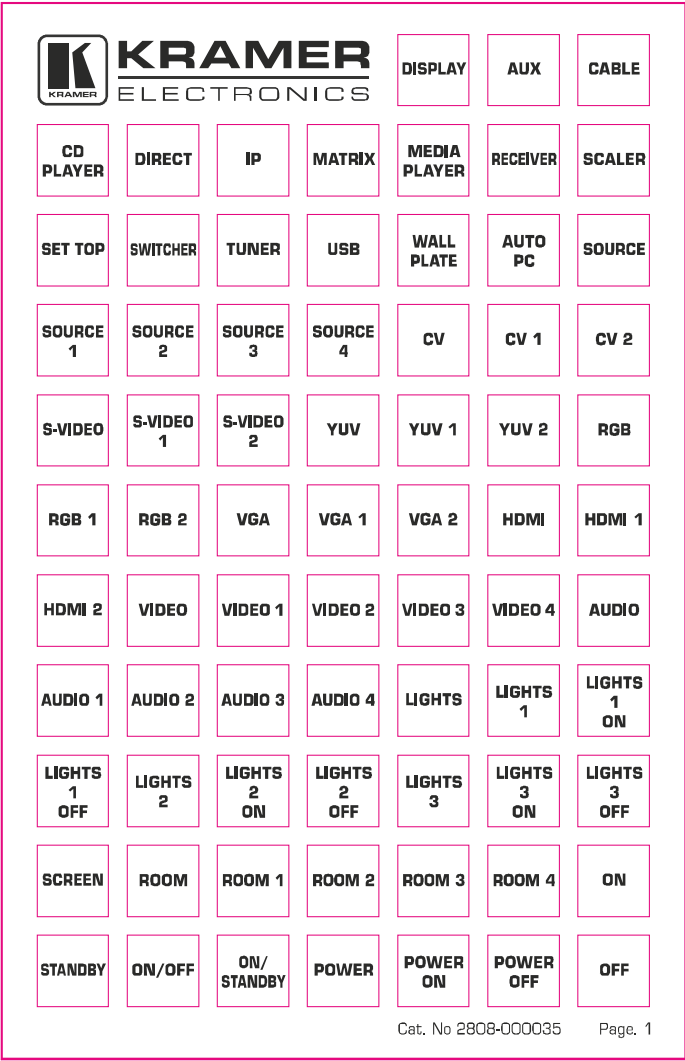 KRAMER
KRAMER
ELECTRONICS
DISPLAY
AUX
CABLE
CD
PLAYER
DIRECT
IP
MATRIX
MEDIA
PLAYER
RECEIVER
SCALER
SET TOP
SWITCHER
TUNER
USB
WALL
PLATE
AUTO
PC
SOURCE
SOURCE
1
SOURCE
2
SOURCE
3
SOURCE
4
CV
CV 1
CV 2
S-VIDEO
S-VIDEO
1
S-VIDEO
2
YUV
YUV 1
YUV 2
RGB
RGB 1
RGB 2
VGA
VGA 1
VGA 2
HDMI
HDMI 1
HDMI 2
VIDEO
VIDEO 1
VIDEO 2
VIDEO 3
VIDEO 4
AUDIO
AUDIO 1
AUDIO 2
AUDIO 3
AUDIO 4
LIGHTS
LIGHTS
1
LIGHTS
1
ON
LIGHTS
1
OFF
LIGHTS
2
LIGHTS
2
ON
LIGHTS
2
OFF
LIGHTS
3
LIGHTS
3
ON
LIGHTS
3
OFF
SCREEN
ROOM
ROOM 1
ROOM 2
ROOM 3
ROOM 4
ON
STANDBY
ON/OFF
ON/
STANDBY
POWER
POWER
ON
POWER
OFF
OFF
Cat. No 2808-000035 Page. 1